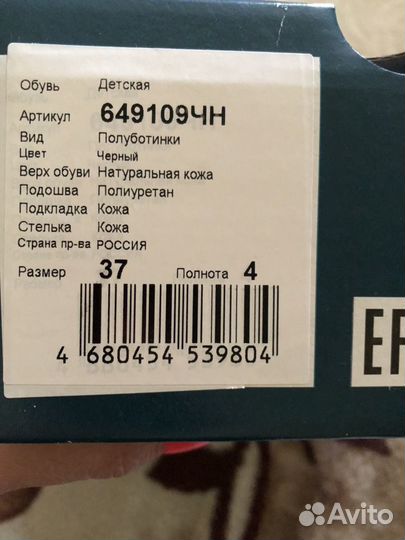 Обувь Детская
Артикул 649109ЧН
Вид Полуботинки
Цвет Черный
Верх обуви Натуральная кожа
Подошва Полиуретан
Подкладка Кожа
Стелька Кожа
Страна пр-ва РОССИЯ
Размер 37 Полнота 4
4 680454 539804
Avito